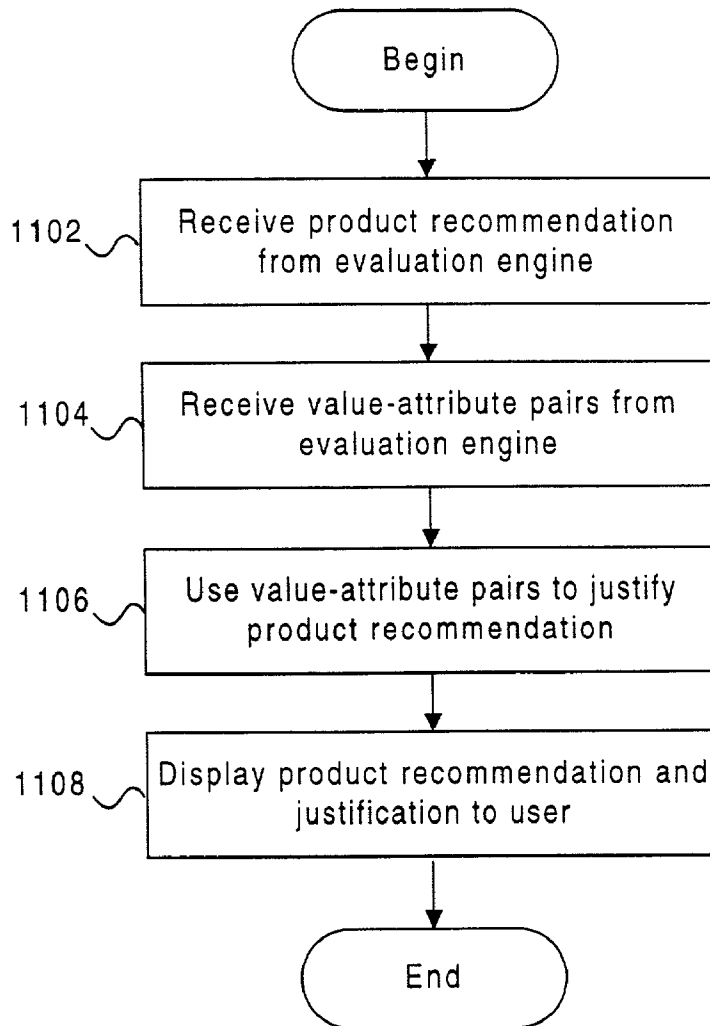 Begin
1102
Receive product recommendation
from evaluation engine
1104
Receive value-attribute pairs from
evaluation engine
1106
Use value-attribute pairs to justify
product recommendation
1108
Display product recommendation and
justification to user
End